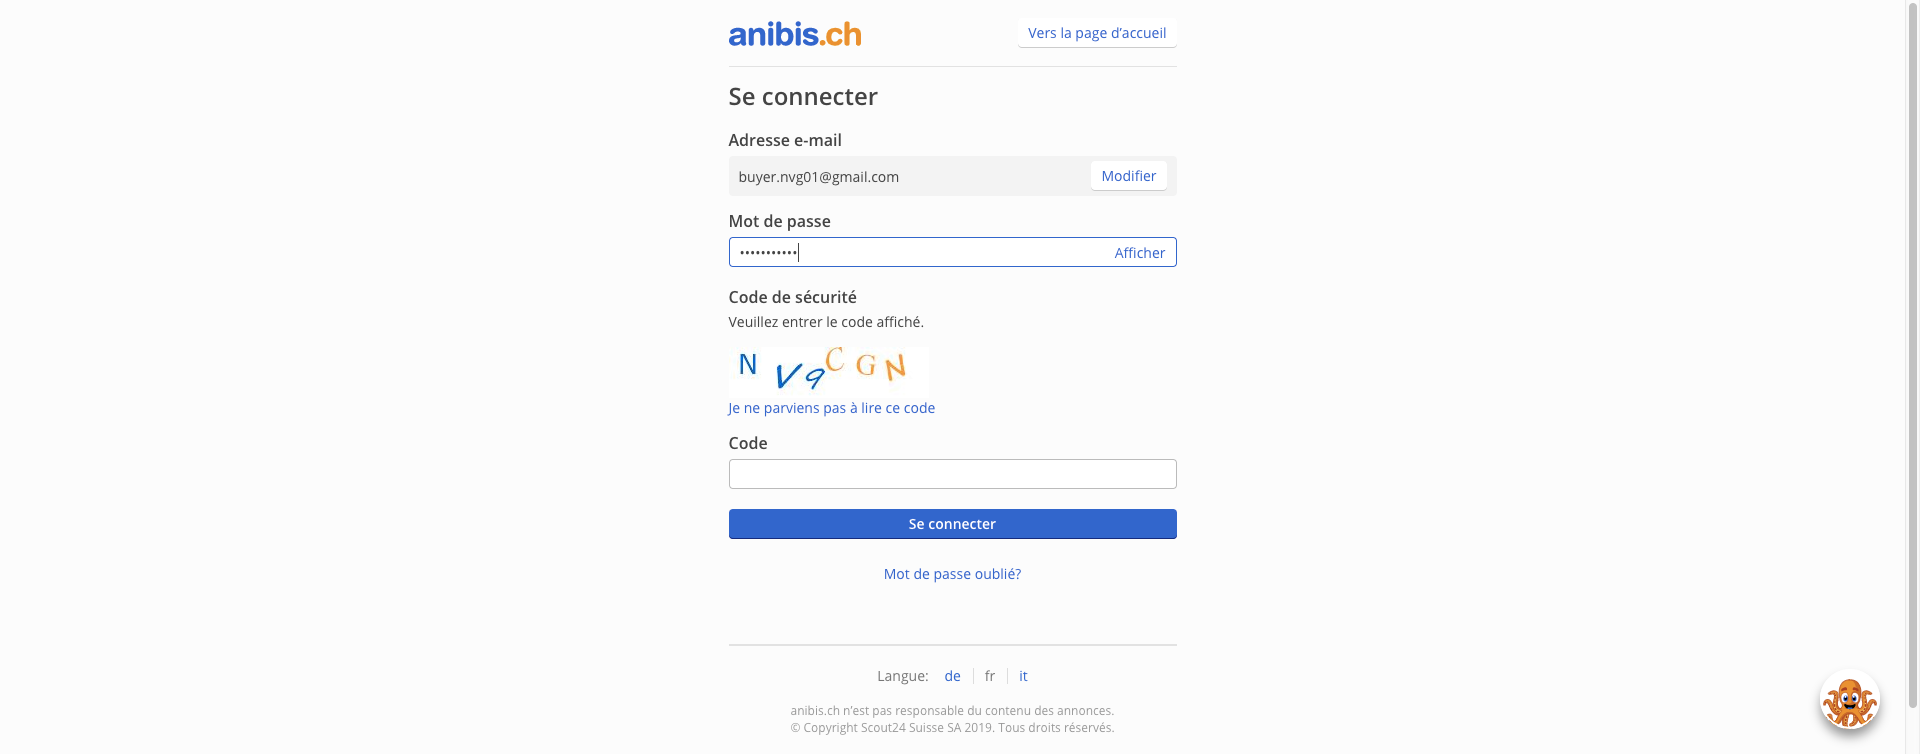 anibis.ch
Vers la page d'accueil
Se connecter
Adresse e-mail
buyer.nvg01@gmail.com
Modifier
Mot de passe
•••••••••••
Afficher
Code de sécurité
Veuillez entrer le code affiché.
N V 9 C G N
Je ne parviens pas à lire ce code
Code
Se connecter
Mot de passe oublié?
Langue: de fr it
anibis.ch n'est pas responsable du contenu des annonces.
© Copyright Scout24 Suisse SA 2019. Tous droits réservés.